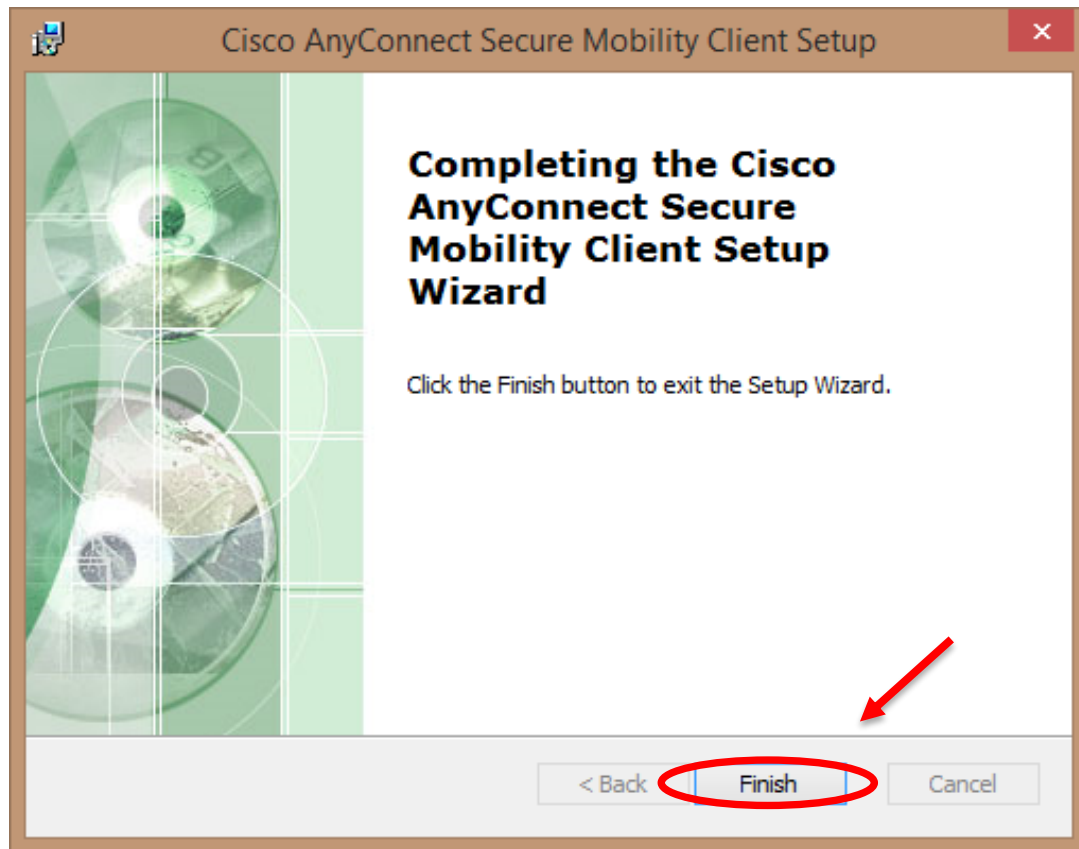 Cisco AnyConnect Secure Mobility Client Setup
Completing the Cisco
AnyConnect Secure
Mobility Client Setup
Wizard
Click the Finish button to exit the Setup Wizard.
< Back
Finish
Cancel